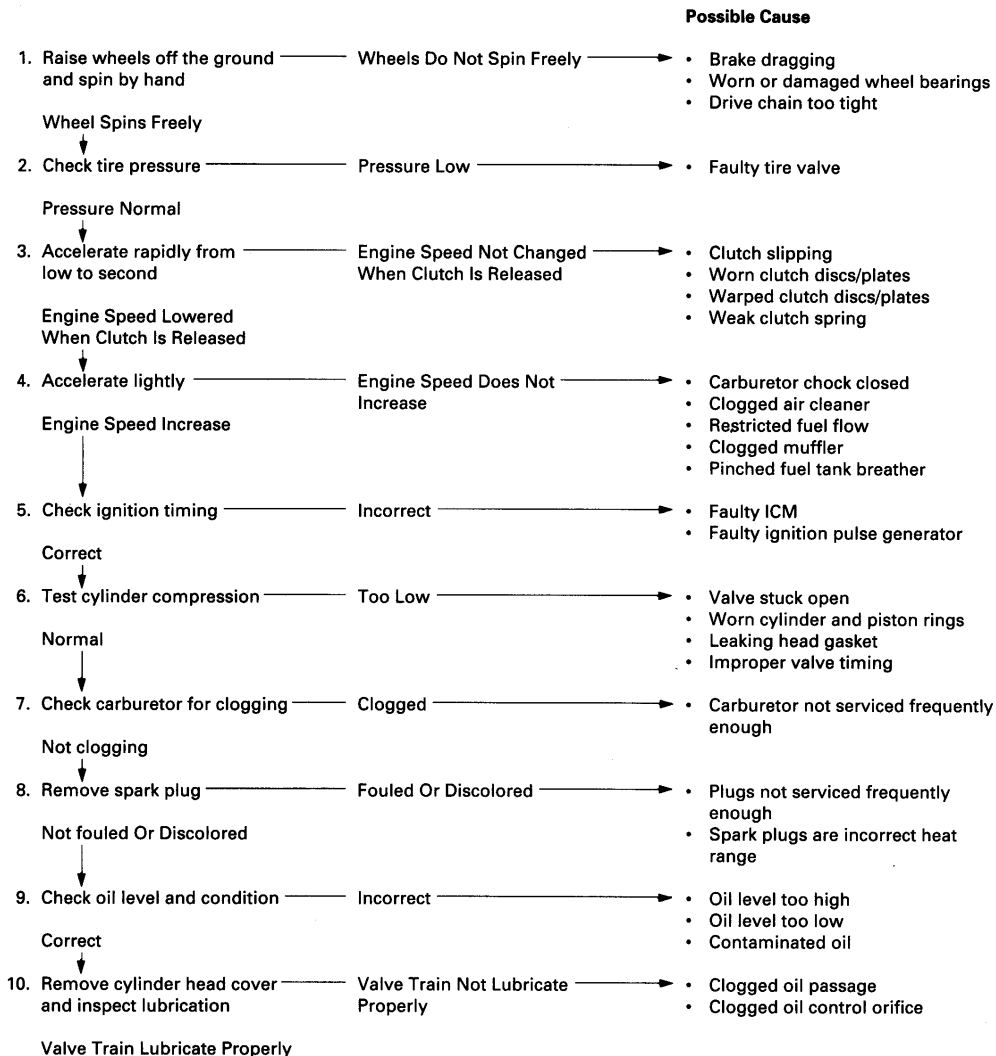 Possible Cause
1. Raise wheels off the ground
and spin by hand
Wheels Do Not Spin Freely
• Brake dragging
• Worn or damaged wheel bearings
• Drive chain too tight
Wheel Spins Freely
2. Check tire pressure
Pressure Low
• Faulty tire valve
Pressure Normal
3. Accelerate rapidly from
low to second
Engine Speed Not Changed
When Clutch Is Released
• Clutch slipping
• Worn clutch discs/plates
• Warped clutch discs/plates
• Weak clutch spring
Engine Speed Lowered
When Clutch Is Released
4. Accelerate lightly
Engine Speed Does Not
Increase
• Carburetor chock closed
• Clogged air cleaner
• Restricted fuel flow
• Clogged muffler
• Pinched fuel tank breather
Engine Speed Increase
5. Check ignition timing
Incorrect
• Faulty ICM
• Faulty ignition pulse generator
Correct
6. Test cylinder compression
Too Low
• Valve stuck open
• Worn cylinder and piston rings
• Leaking head gasket
• Improper valve timing
Normal
7. Check carburetor for clogging
Clogged
• Carburetor not serviced frequently
enough
Not clogging
8. Remove spark plug
Fouled Or Discolored
• Plugs not serviced frequently
enough
• Spark plugs are incorrect heat
range
Not fouled Or Discolored
9. Check oil level and condition
Incorrect
• Oil level too high
• Oil level too low
• Contaminated oil
Correct
10. Remove cylinder head cover
and inspect lubrication
Valve Train Not Lubricate
Properly
• Clogged oil passage
• Clogged oil control orifice
Valve Train Lubricate Properly